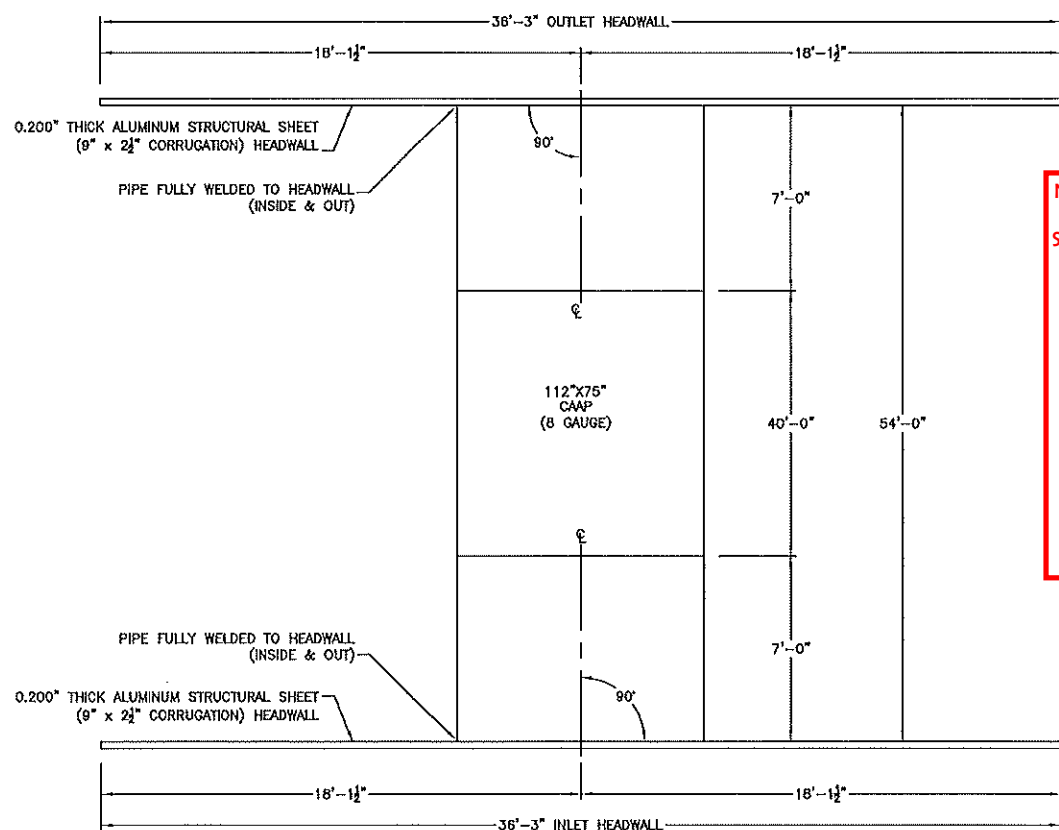 36'-3" OUTLET HEADWALL
18'-1½" 18'-1½"
0.200" THICK ALUMINUM STRUCTURAL SHEET
(9" x 2½" CORRUGATION) HEADWALL
90°
PIPE FULLY WELDED TO HEADWALL
(INSIDE & OUT)
7'-0"
℄
112"X75"
CAAP
(8 GAUGE)
40'-0" 54'-0"
℄
PIPE FULLY WELDED TO HEADWALL
(INSIDE & OUT)
7'-0"
0.200" THICK ALUMINUM STRUCTURAL SHEET
(9" x 2½" CORRUGATION) HEADWALL
90°
18'-1½" 18'-1½"
36'-3" INLET HEADWALL